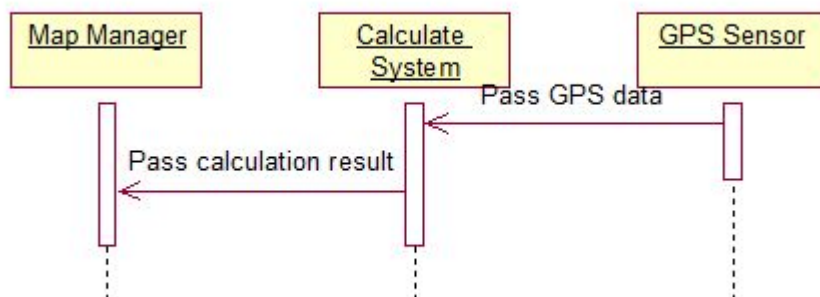 Map Manager
Calculate
System
GPS Sensor
Pass GPS data
Pass calculation result